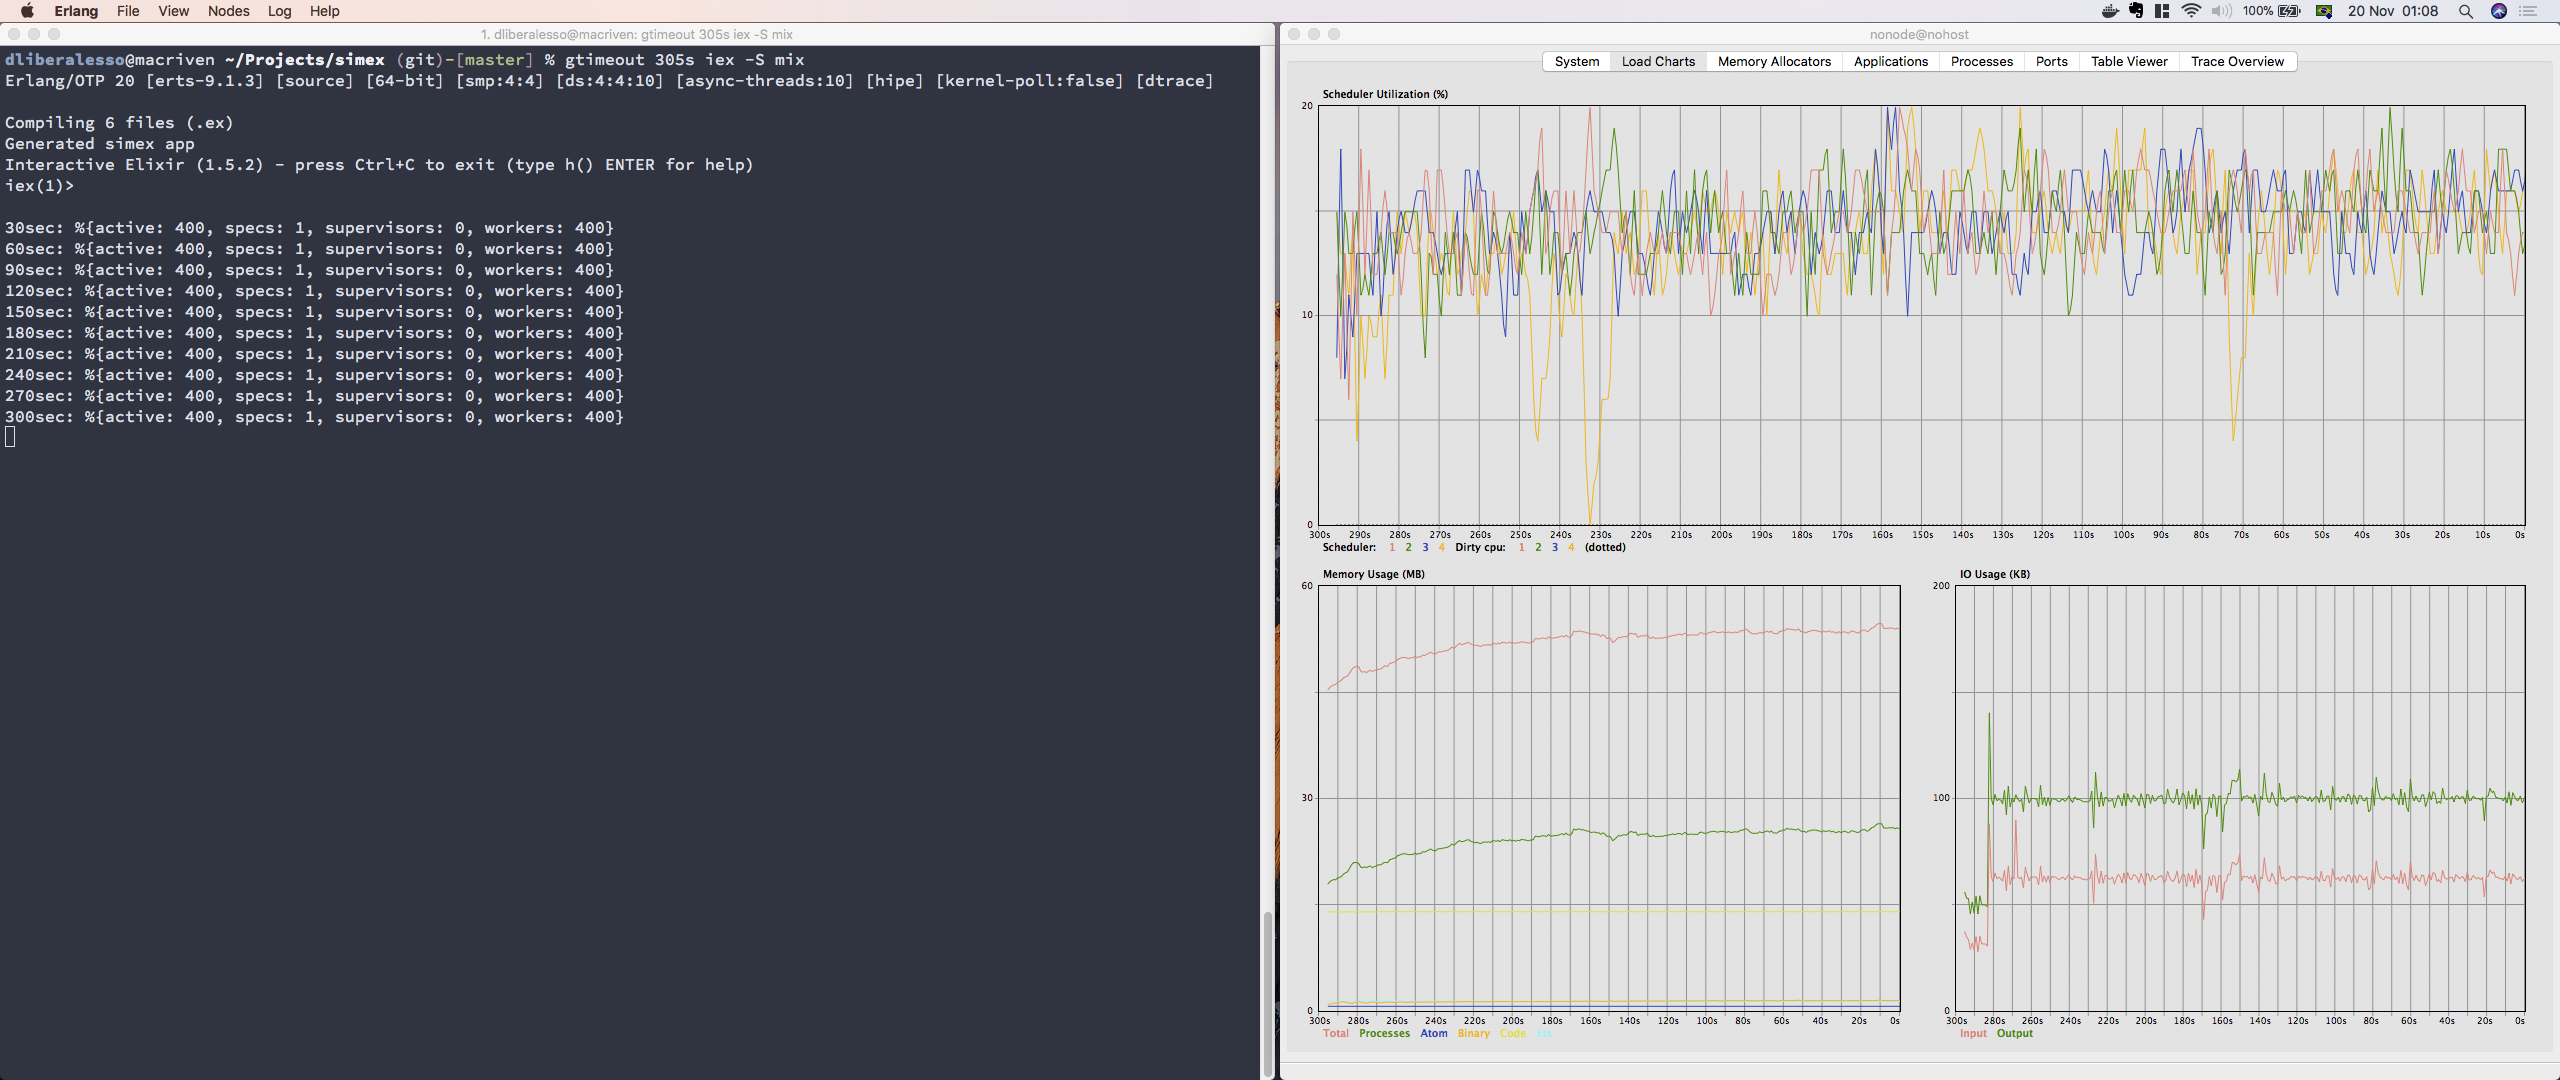 Erlang File View Nodes Log Help
100% 20 Nov 01:08
1. dliberalesso@macriven: gtimeout 305s iex -S mix
dliberalesso@macriven ~/Projects/simex (git)-[master] % gtimeout 305s iex -S mix
Erlang/OTP 20 [erts-9.1.3] [source] [64-bit] [smp:4:4] [ds:4:4:10] [async-threads:10] [hipe] [kernel-poll:false] [dtrace]
Compiling 6 files (.ex)
Generated simex app
Interactive Elixir (1.5.2) - press Ctrl+C to exit (type h() ENTER for help)
iex(1)>
30sec: %{active: 400, specs: 1, supervisors: 0, workers: 400}
60sec: %{active: 400, specs: 1, supervisors: 0, workers: 400}
90sec: %{active: 400, specs: 1, supervisors: 0, workers: 400}
120sec: %{active: 400, specs: 1, supervisors: 0, workers: 400}
150sec: %{active: 400, specs: 1, supervisors: 0, workers: 400}
180sec: %{active: 400, specs: 1, supervisors: 0, workers: 400}
210sec: %{active: 400, specs: 1, supervisors: 0, workers: 400}
240sec: %{active: 400, specs: 1, supervisors: 0, workers: 400}
270sec: %{active: 400, specs: 1, supervisors: 0, workers: 400}
300sec: %{active: 400, specs: 1, supervisors: 0, workers: 400}
nonode@nohost
System Load Charts Memory Allocators Applications Processes Ports Table Viewer Trace Overview
Scheduler Utilization (%)
20
10
0
300s 290s 280s 270s 260s 250s 240s 230s 220s 210s 200s 190s 180s 170s 160s 150s 140s 130s 120s 110s 100s 90s 80s 70s 60s 50s 40s 30s 20s 10s 0s
Scheduler: 1 2 3 4 Dirty cpu: 1 2 3 4 (dotted)
Memory Usage (MB)
60
30
0
300s 280s 260s 240s 220s 200s 180s 160s 140s 120s 100s 80s 60s 40s 20s 0s
Total Processes Atom Binary Code Ets
IO Usage (KB)
200
100
0
300s 280s 260s 240s 220s 200s 180s 160s 140s 120s 100s 80s 60s 40s 20s 0s
Input Output